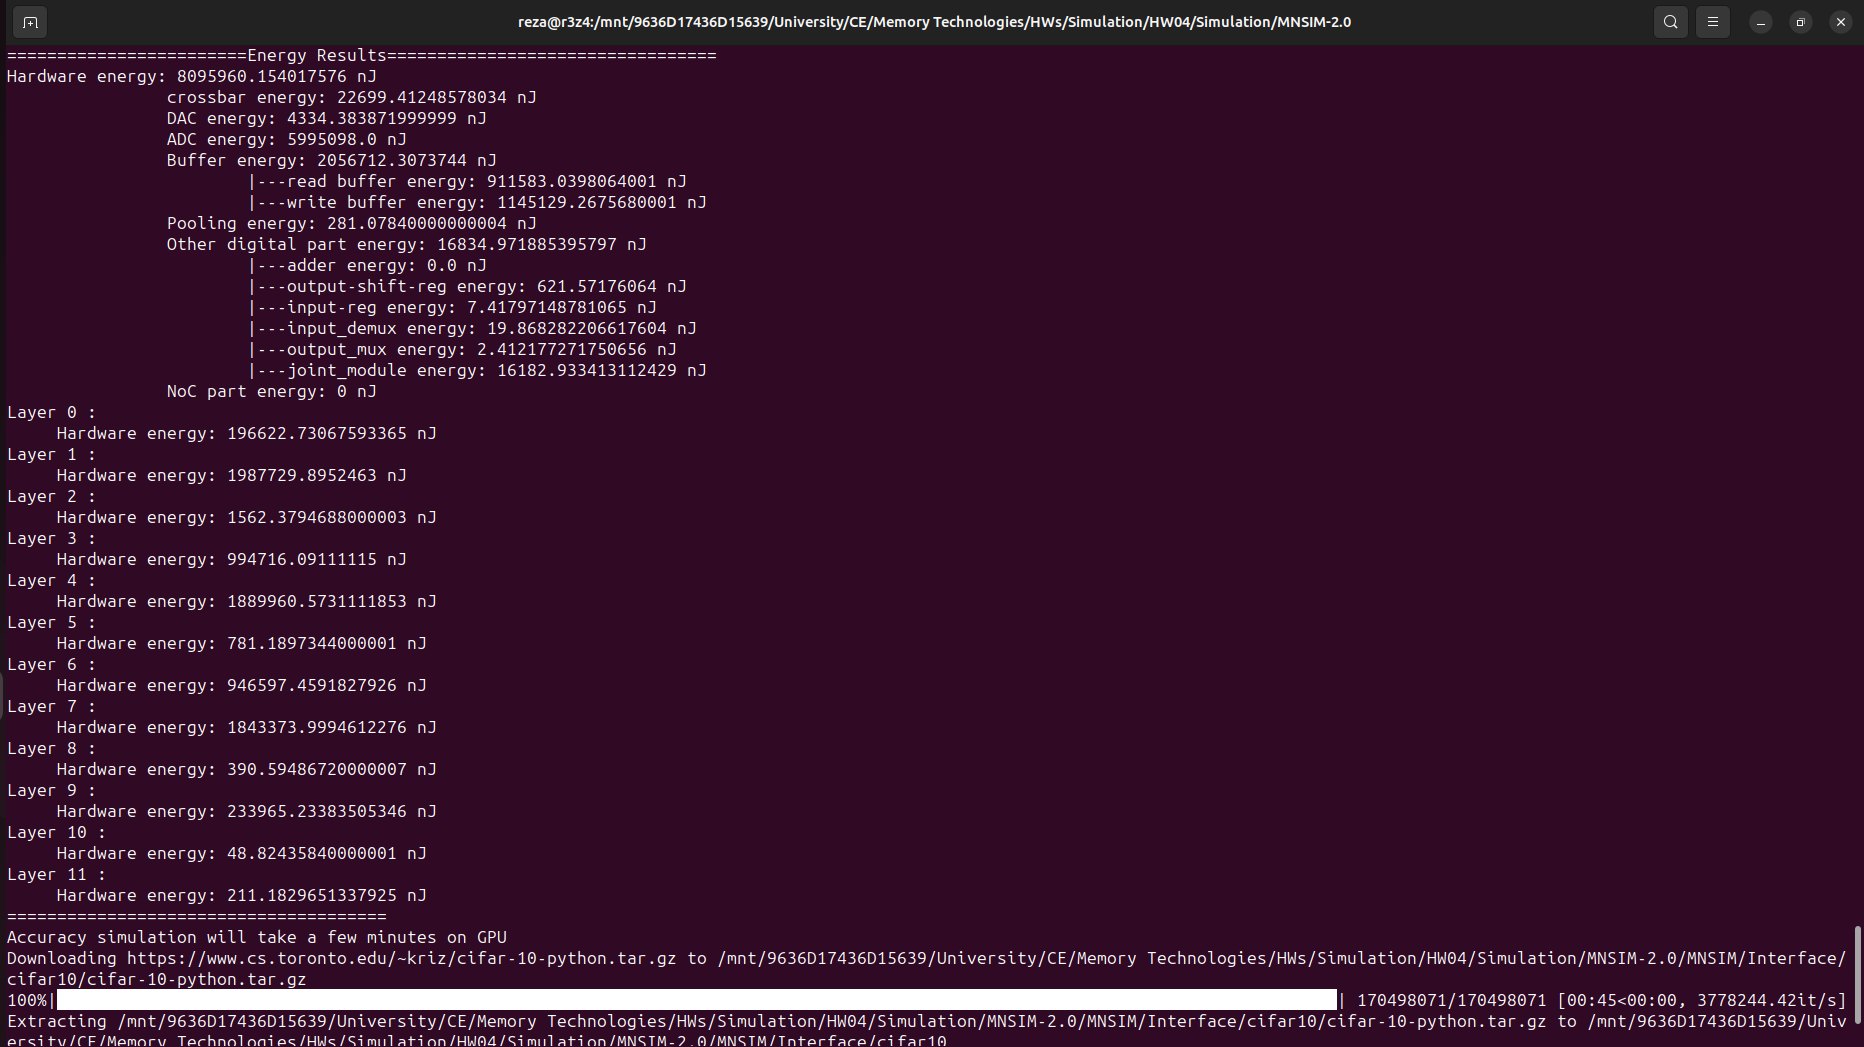 reza@r3z4:/mnt/9636D17436D15639/University/CE/Memory Technologies/HWs/Simulation/HW04/Simulation/MNSIM-2.0
========================Energy Results=================================
Hardware energy: 8095960.154017576 nJ
crossbar energy: 22699.41248578034 nJ
DAC energy: 4334.383871999999 nJ
ADC energy: 5995098.0 nJ
Buffer energy: 2056712.3073744 nJ
|---read buffer energy: 911583.0398064001 nJ
|---write buffer energy: 1145129.2675680001 nJ
Pooling energy: 281.07840000000004 nJ
Other digital part energy: 16834.971885395797 nJ
|---adder energy: 0.0 nJ
|---output-shift-reg energy: 621.57176064 nJ
|---input-reg energy: 7.41797148781065 nJ
|---input_demux energy: 19.868282206617604 nJ
|---output_mux energy: 2.412177271750656 nJ
|---joint_module energy: 16182.933413112429 nJ
NoC part energy: 0 nJ
Layer 0 :
Hardware energy: 196622.73067593365 nJ
Layer 1 :
Hardware energy: 1987729.8952463 nJ
Layer 2 :
Hardware energy: 1562.3794688000003 nJ
Layer 3 :
Hardware energy: 994716.09111115 nJ
Layer 4 :
Hardware energy: 1889960.5731111853 nJ
Layer 5 :
Hardware energy: 781.1897344000001 nJ
Layer 6 :
Hardware energy: 946597.4591827926 nJ
Layer 7 :
Hardware energy: 1843373.9994612276 nJ
Layer 8 :
Hardware energy: 390.59486720000007 nJ
Layer 9 :
Hardware energy: 233965.23383505346 nJ
Layer 10 :
Hardware energy: 48.82435840000001 nJ
Layer 11 :
Hardware energy: 211.1829651337925 nJ
======================================
Accuracy simulation will take a few minutes on GPU
Downloading https://www.cs.toronto.edu/~kriz/cifar-10-python.tar.gz to /mnt/9636D17436D15639/University/CE/Memory Technologies/HWs/Simulation/HW04/Simulation/MNSIM-2.0/MNSIM/Interface/
cifar10/cifar-10-python.tar.gz
100%| | 170498071/170498071 [00:45<00:00, 3778244.42it/s]
Extracting /mnt/9636D17436D15639/University/CE/Memory Technologies/HWs/Simulation/HW04/Simulation/MNSIM-2.0/MNSIM/Interface/cifar10/cifar-10-python.tar.gz to /mnt/9636D17436D15639/Univ
ersity/CE/Memory Technologies/HWs/Simulation/HW04/Simulation/MNSIM-2.0/MNSIM/Interface/cifar10